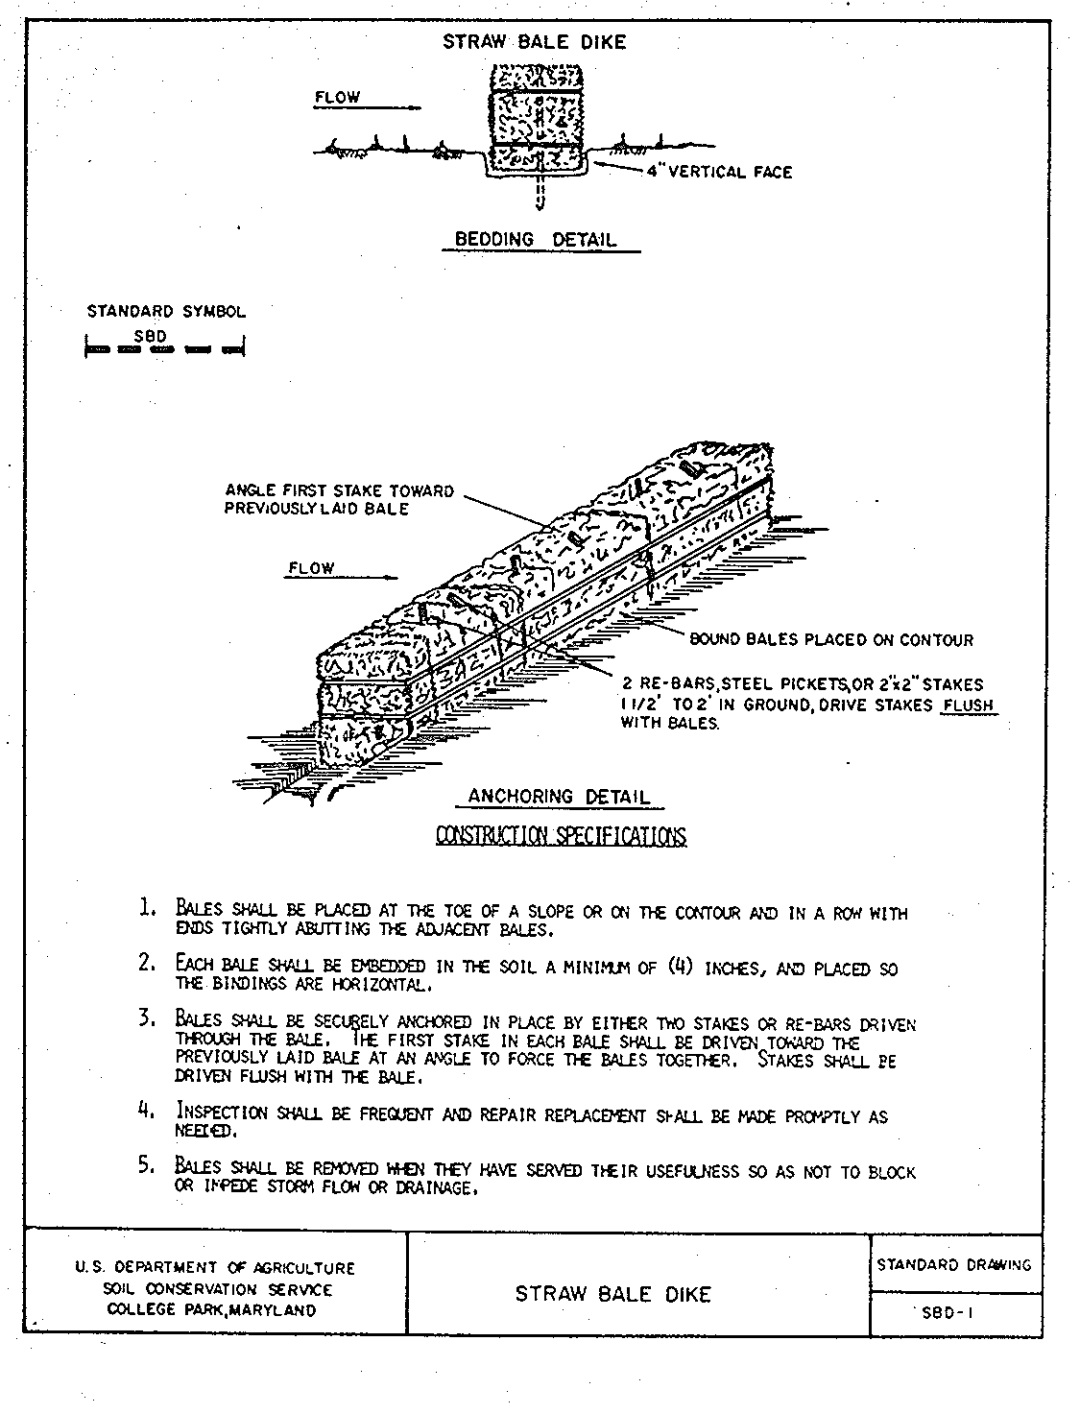 STRAW BALE DIKE
FLOW
4" VERTICAL FACE
BEDDING DETAIL
STANDARD SYMBOL
SBD
ANGLE FIRST STAKE TOWARD
PREVIOUSLY LAID BALE
FLOW
BOUND BALES PLACED ON CONTOUR
2 RE-BARS, STEEL PICKETS, OR 2"x2" STAKES
1 1/2' TO 2' IN GROUND, DRIVE STAKES FLUSH
WITH BALES.
ANCHORING DETAIL
CONSTRUCTION SPECIFICATIONS
1. BALES SHALL BE PLACED AT THE TOE OF A SLOPE OR ON THE CONTOUR AND IN A ROW WITH
ENDS TIGHTLY ABUTTING THE ADJACENT BALES.
2. EACH BALE SHALL BE EMBEDDED IN THE SOIL A MINIMUM OF (4) INCHES, AND PLACED SO
THE BINDINGS ARE HORIZONTAL.
3. BALES SHALL BE SECURELY ANCHORED IN PLACE BY EITHER TWO STAKES OR RE-BARS DRIVEN
THROUGH THE BALE. THE FIRST STAKE IN EACH BALE SHALL BE DRIVEN TOWARD THE
PREVIOUSLY LAID BALE AT AN ANGLE TO FORCE THE BALES TOGETHER. STAKES SHALL BE
DRIVEN FLUSH WITH THE BALE.
4. INSPECTION SHALL BE FREQUENT AND REPAIR REPLACEMENT SHALL BE MADE PROMPTLY AS
NEEDED.
5. BALES SHALL BE REMOVED WHEN THEY HAVE SERVED THEIR USEFULNESS SO AS NOT TO BLOCK
OR IMPEDE STORM FLOW OR DRAINAGE.
U.S. DEPARTMENT OF AGRICULTURE
SOIL CONSERVATION SERVICE
COLLEGE PARK, MARYLAND
STRAW BALE DIKE
STANDARD DRAWING
SBD-1